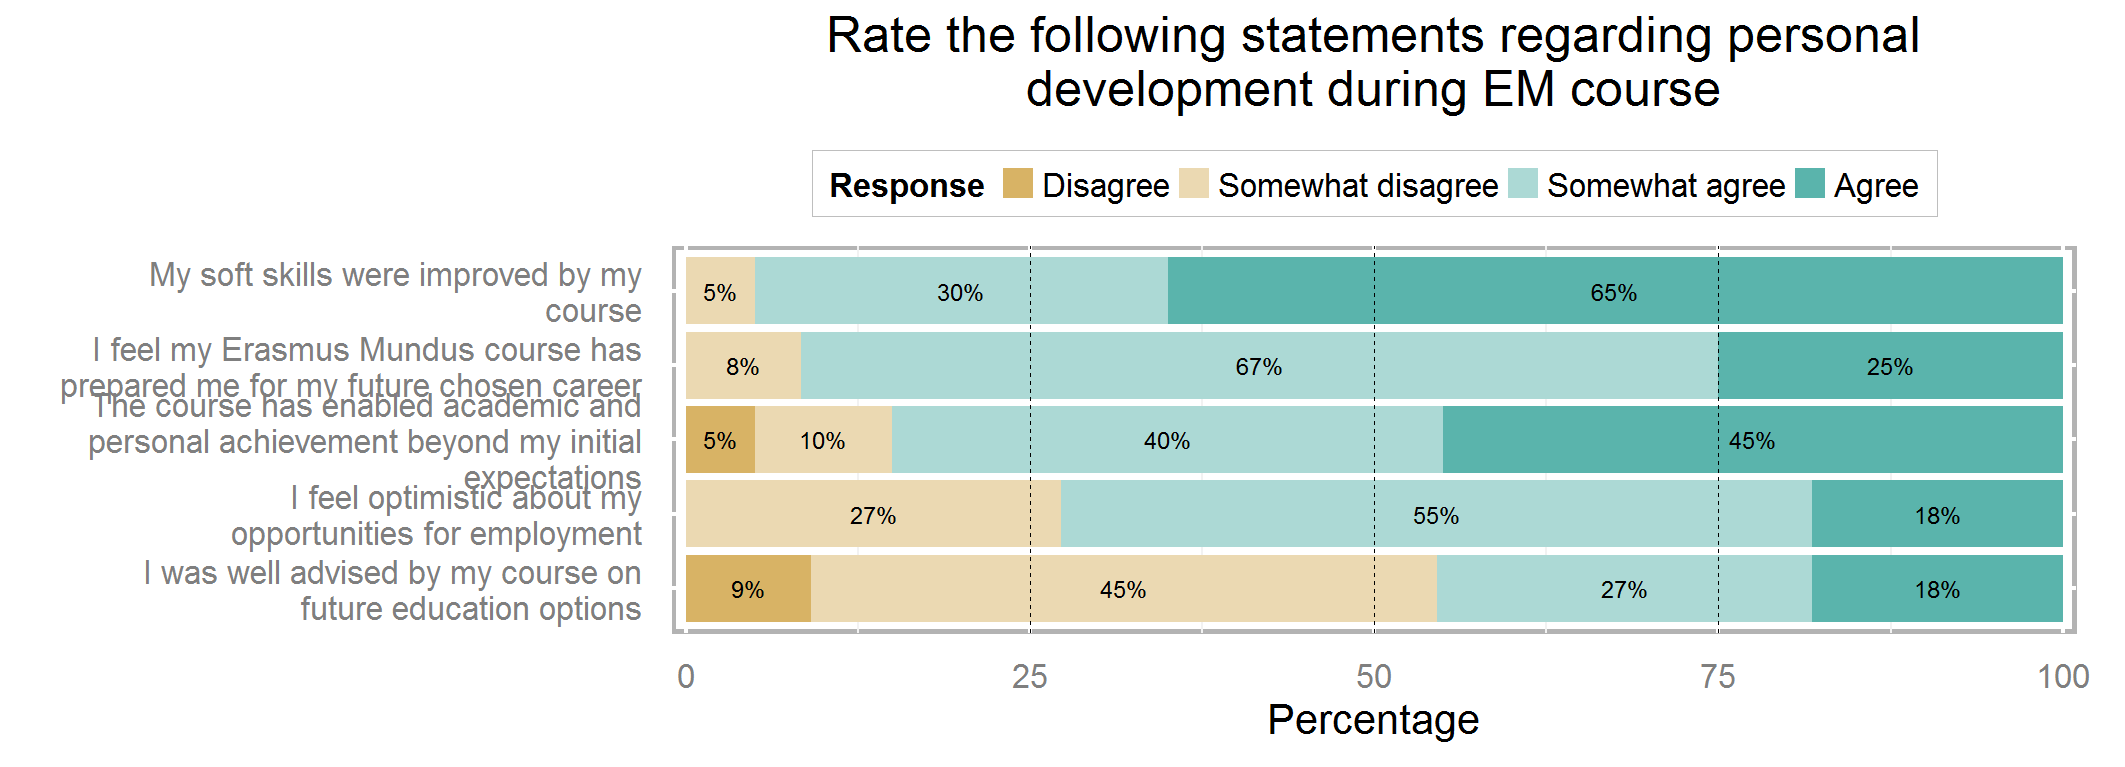 Rate the following statements regarding personal
development during EM course
Response Disagree Somewhat disagree Somewhat agree Agree
My soft skills were improved by my
course
5% 30% 65%
I feel my Erasmus Mundus course has
prepared me for my future chosen career
8% 67% 25%
The course has enabled academic and
personal achievement beyond my initial
expectations
5% 10% 40% 45%
I feel optimistic about my
opportunities for employment
27% 55% 18%
I was well advised by my course on
future education options
9% 45% 27% 18%
0 25 50 75 100
Percentage